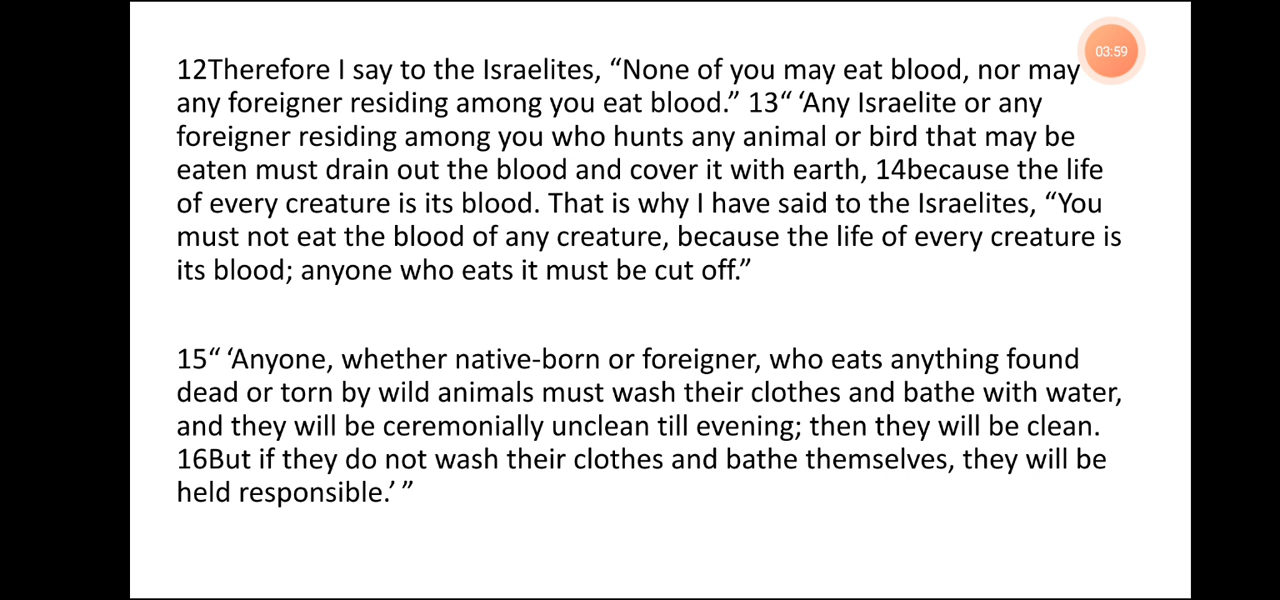 12Therefore I say to the Israelites, “None of you may eat blood, nor may
any foreigner residing among you eat blood.” 13“ ‘Any Israelite or any
foreigner residing among you who hunts any animal or bird that may be
eaten must drain out the blood and cover it with earth, 14because the life
of every creature is its blood. That is why I have said to the Israelites, “You
must not eat the blood of any creature, because the life of every creature is
its blood; anyone who eats it must be cut off.”
15“ ‘Anyone, whether native-born or foreigner, who eats anything found
dead or torn by wild animals must wash their clothes and bathe with water,
and they will be ceremonially unclean till evening; then they will be clean.
16But if they do not wash their clothes and bathe themselves, they will be
held responsible.’ ”
03:59